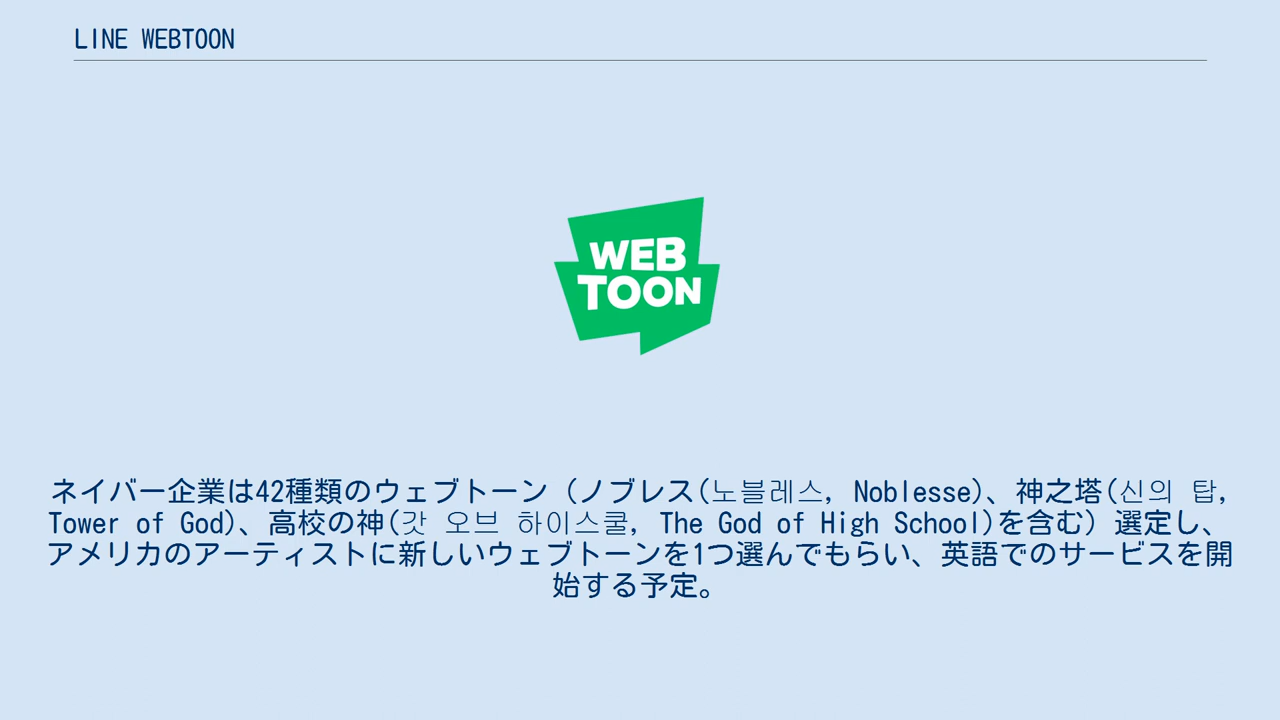 LINE WEBTOON
WEB
TOON
ネイバー企業は42種類のウェブトーン（ノブレス(노블레스, Noblesse)、神之塔(신의 탑,
Tower of God)、高校の神(갓 오브 하이스쿨, The God of High School)を含む）選定し、
アメリカのアーティストに新しいウェブトーンを1つ選んでもらい、英語でのサービスを開
始する予定。